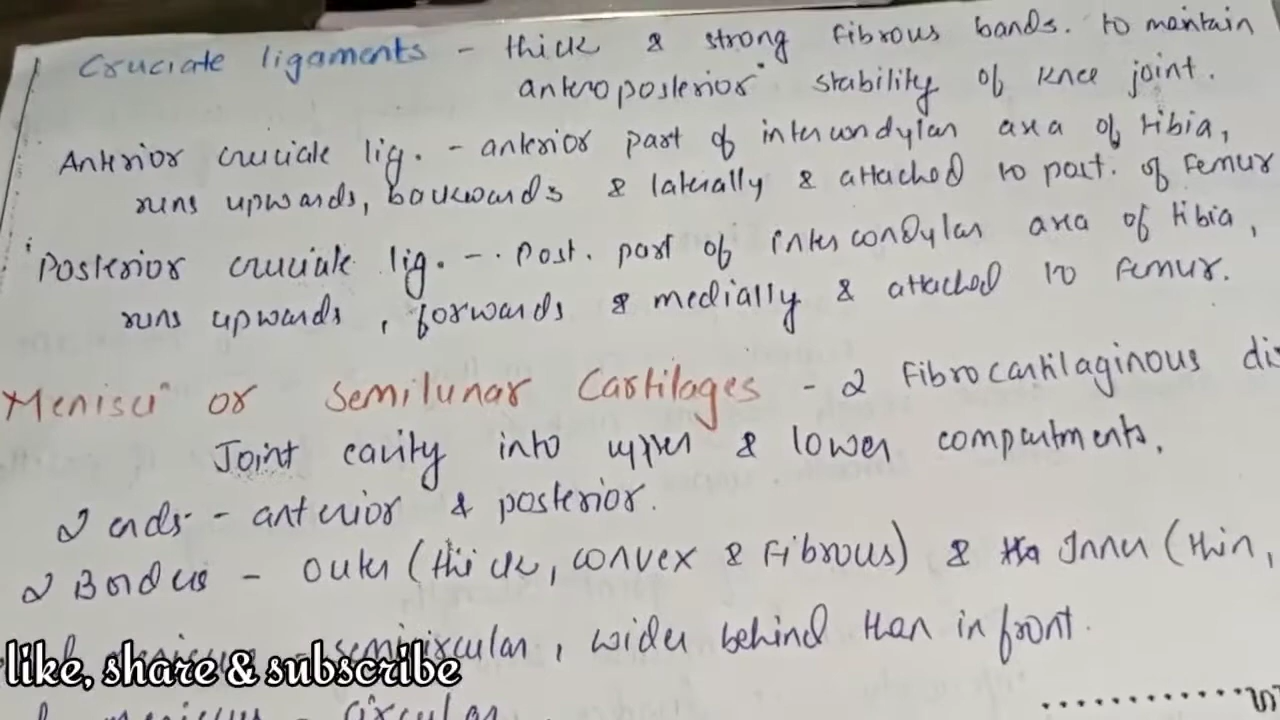 Cruciate ligaments - thick & strong fibrous bands. to maintain
anteroposterior stability of knee joint.
Anterior cruciate lig. - anterior part of intercondylar area of tibia,
runs upwards, backwards & laterally & attached to post. of Femur
Posterior cruciate lig. - Post. part of intercondylar area of tibia,
runs upwards, forwards & medially & attached to Femur.
Menisci or Semilunar Cartilages - 2 Fibrocartilaginous
Joint cavity into upper & lower compartments.
2 ends - anterior & posterior.
2 Borders - outer (thick, convex & Fibrous) & Inner (thin,
meniscus - semicircular, wider behind than in front.
like, share & subscribe
meniscus - circular